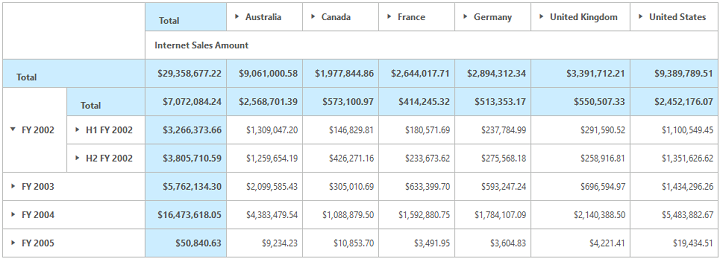 Total Australia Canada France Germany United Kingdom United States
Internet Sales Amount
Total $29,358,677.22 $9,061,000.58 $1,977,844.86 $2,644,017.71 $2,894,312.34 $3,391,712.21 $9,389,789.51
Total $7,072,084.24 $2,568,701.39 $573,100.97 $414,245.32 $513,353.17 $550,507.33 $2,452,176.07
FY 2002 H1 FY 2002 $3,266,373.66 $1,309,047.20 $146,829.81 $180,571.69 $237,784.99 $291,590.52 $1,100,549.45
H2 FY 2002 $3,805,710.59 $1,259,654.19 $426,271.16 $233,673.62 $275,568.18 $258,916.81 $1,351,626.62
FY 2003 $5,762,134.30 $2,099,585.43 $305,010.69 $633,399.70 $593,247.24 $696,594.97 $1,434,296.26
FY 2004 $16,473,618.05 $4,383,479.54 $1,088,879.50 $1,592,880.75 $1,784,107.09 $2,140,388.50 $5,483,882.67
FY 2005 $50,840.63 $9,234.23 $10,853.70 $3,491.95 $3,604.83 $4,221.41 $19,434.51